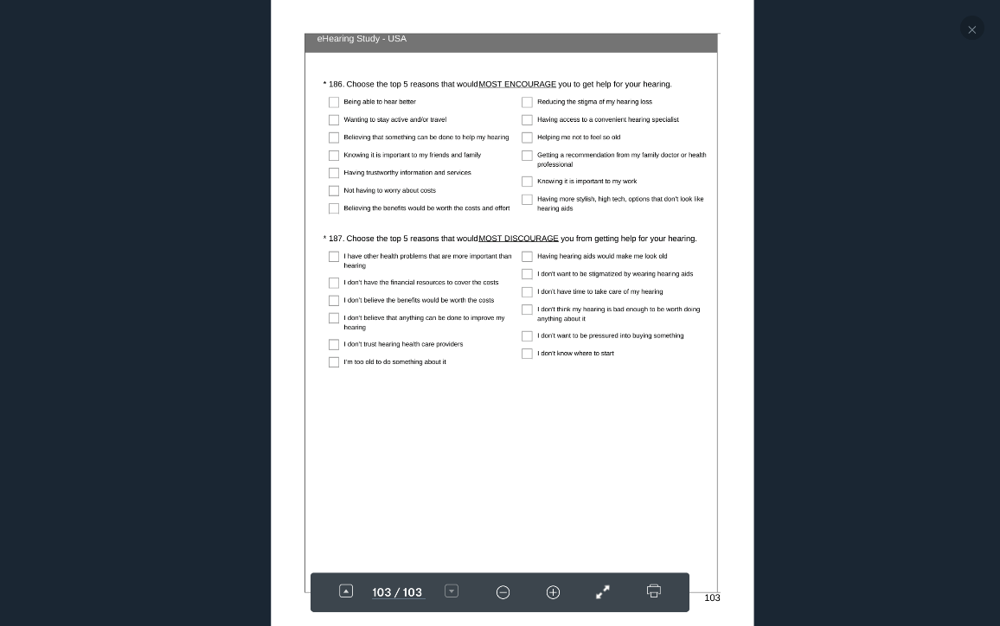 eHearing Study - USA
* 186. Choose the top 5 reasons that would MOST ENCOURAGE you to get help for your hearing.
Being able to hear better
Wanting to stay active and/or travel
Believing that something can be done to help my hearing
Knowing it is important to my friends and family
Having trustworthy information and services
Not having to worry about costs
Believing the benefits would be worth the costs and effort
Reducing the stigma of my hearing loss
Having access to a convenient hearing specialist
Helping me not to feel so old
Getting a recommendation from my family doctor or health
professional
Knowing it is important to my work
Having more stylish, high tech, options that don't look like
hearing aids
* 187. Choose the top 5 reasons that would MOST DISCOURAGE you from getting help for your hearing.
I have other health problems that are more important than
hearing
I don't have the financial resources to cover the costs
I don't believe the benefits would be worth the costs
I don't believe that anything can be done to improve my
hearing
I don't trust hearing health care providers
I'm too old to do something about it
Having hearing aids would make me look old
I don't want to be stigmatized by wearing hearing aids
I don't have time to take care of my hearing
I don't think my hearing is bad enough to be worth doing
anything about it
I don't want to be pressured into buying something
I don't know where to start
103 / 103
103